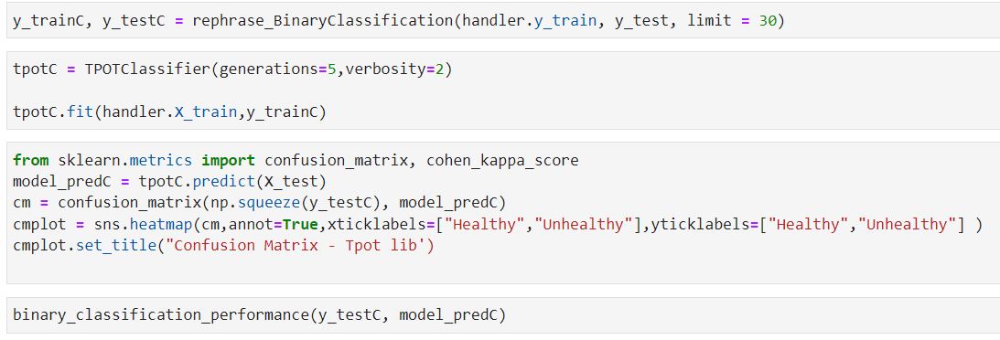 y_trainC, y_testC = rephrase_BinaryClassification(handler.y_train, y_test, limit = 30)
tpotC = TPOTClassifier(generations=5,verbosity=2)
tpotC.fit(handler.X_train,y_trainC)
from sklearn.metrics import confusion_matrix, cohen_kappa_score
model_predC = tpotC.predict(X_test)
cm = confusion_matrix(np.squeeze(y_testC), model_predC)
cmplot = sns.heatmap(cm,annot=True,xticklabels=["Healthy","Unhealthy"],yticklabels=["Healthy","Unhealthy"] )
cmplot.set_title("Confusion Matrix - Tpot lib')
binary_classification_performance(y_testC, model_predC)